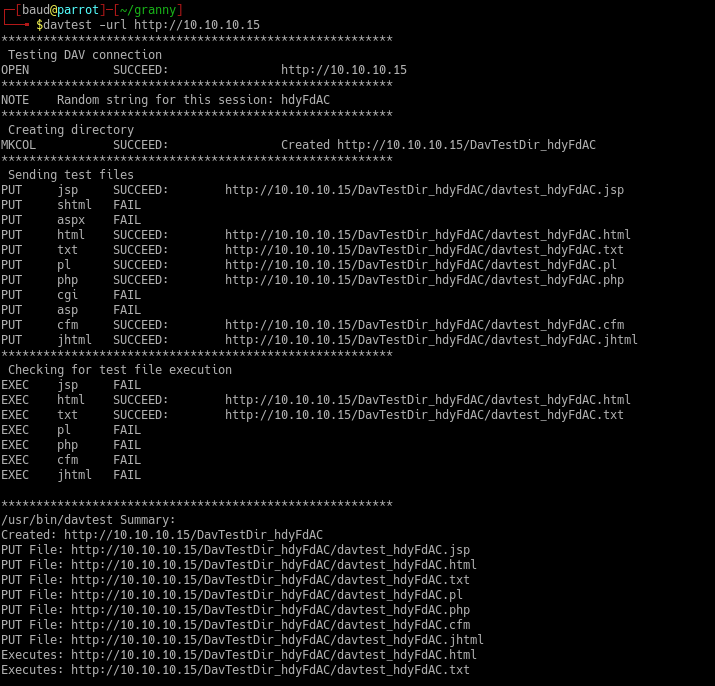 ┌─[baud@parrot]─[~/granny]
└──╼ $davtest -url http://10.10.10.15
********************************************************
 Testing DAV connection
OPEN            SUCCEED:                http://10.10.10.15
********************************************************
NOTE    Random string for this session: hdyFdAC
********************************************************
 Creating directory
MKCOL           SUCCEED:                Created http://10.10.10.15/DavTestDir_hdyFdAC
********************************************************
 Sending test files
PUT     jsp     SUCCEED:        http://10.10.10.15/DavTestDir_hdyFdAC/davtest_hdyFdAC.jsp
PUT     shtml   FAIL
PUT     aspx    FAIL
PUT     html    SUCCEED:        http://10.10.10.15/DavTestDir_hdyFdAC/davtest_hdyFdAC.html
PUT     txt     SUCCEED:        http://10.10.10.15/DavTestDir_hdyFdAC/davtest_hdyFdAC.txt
PUT     pl      SUCCEED:        http://10.10.10.15/DavTestDir_hdyFdAC/davtest_hdyFdAC.pl
PUT     php     SUCCEED:        http://10.10.10.15/DavTestDir_hdyFdAC/davtest_hdyFdAC.php
PUT     cgi     FAIL
PUT     asp     FAIL
PUT     cfm     SUCCEED:        http://10.10.10.15/DavTestDir_hdyFdAC/davtest_hdyFdAC.cfm
PUT     jhtml   SUCCEED:        http://10.10.10.15/DavTestDir_hdyFdAC/davtest_hdyFdAC.jhtml
********************************************************
 Checking for test file execution
EXEC    jsp     FAIL
EXEC    html    SUCCEED:        http://10.10.10.15/DavTestDir_hdyFdAC/davtest_hdyFdAC.html
EXEC    txt     SUCCEED:        http://10.10.10.15/DavTestDir_hdyFdAC/davtest_hdyFdAC.txt
EXEC    pl      FAIL
EXEC    php     FAIL
EXEC    cfm     FAIL
EXEC    jhtml   FAIL
********************************************************
/usr/bin/davtest Summary:
Created: http://10.10.10.15/DavTestDir_hdyFdAC
PUT File: http://10.10.10.15/DavTestDir_hdyFdAC/davtest_hdyFdAC.jsp
PUT File: http://10.10.10.15/DavTestDir_hdyFdAC/davtest_hdyFdAC.html
PUT File: http://10.10.10.15/DavTestDir_hdyFdAC/davtest_hdyFdAC.txt
PUT File: http://10.10.10.15/DavTestDir_hdyFdAC/davtest_hdyFdAC.pl
PUT File: http://10.10.10.15/DavTestDir_hdyFdAC/davtest_hdyFdAC.php
PUT File: http://10.10.10.15/DavTestDir_hdyFdAC/davtest_hdyFdAC.cfm
PUT File: http://10.10.10.15/DavTestDir_hdyFdAC/davtest_hdyFdAC.jhtml
Executes: http://10.10.10.15/DavTestDir_hdyFdAC/davtest_hdyFdAC.html
Executes: http://10.10.10.15/DavTestDir_hdyFdAC/davtest_hdyFdAC.txt